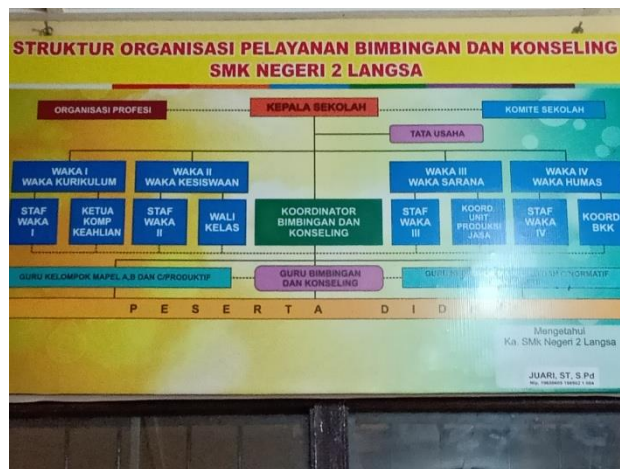 STRUKTUR ORGANISASI PELAYANAN BIMBINGAN DAN KONSELING
SMK NEGERI 2 LANGSA
ORGANISASI PROFESI
KEPALA SEKOLAH
KOMITE SEKOLAH
TATA USAHA
WAKA I
WAKA KURIKULUM
WAKA II
WAKA KESISWAAN
WAKA III
WAKA SARANA
WAKA IV
WAKA HUMAS
STAF
WAKA
I
KETUA
KOMP
KEAHLIAN
STAF
WAKA
II
WALI
KELAS
KOORDINATOR
BIMBINGAN DAN
KONSELING
STAF
WAKA
III
KOORD.
UNIT
PRODUKSI
JASA
STAF
WAKA
IV
KOORD
BKK
GURU KELOMPOK MAPEL A,B DAN C/PRODUKTIF
GURU BIMBINGAN
DAN KONSELING
GURU
P E S E R T A D I D
Mengetahui
Ka. SMk Negeri 2 Langsa
JUARI, ST, S.Pd